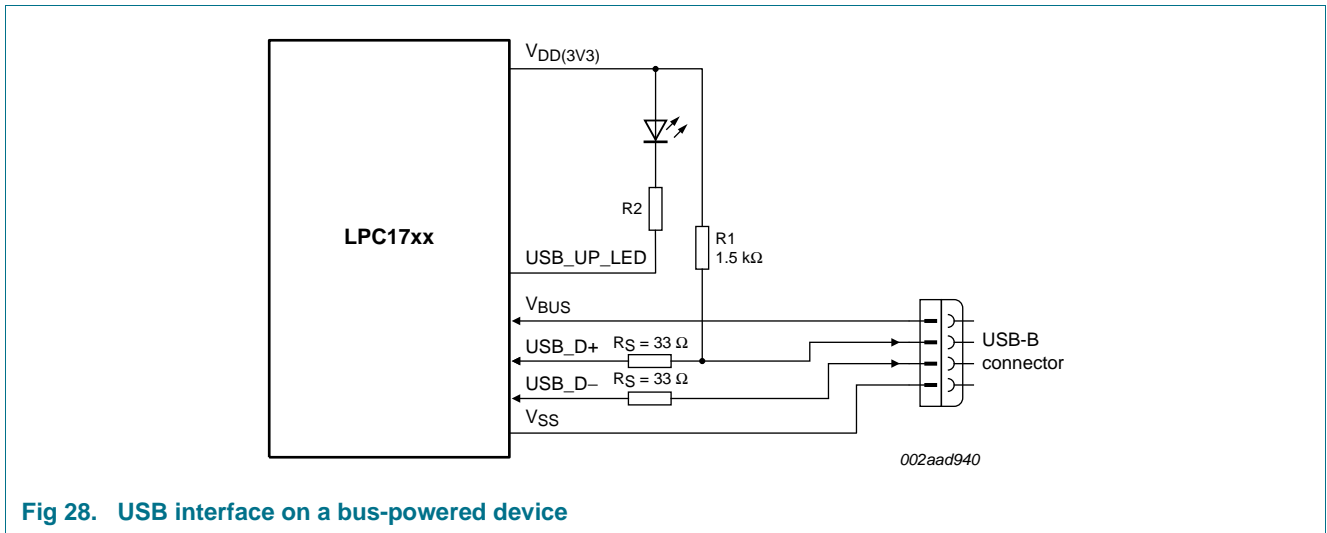 VDD(3V3)
R2
LPC17xx
R1
1.5 kΩ
USB_UP_LED
VBUS
USB_D+ RS = 33 Ω
USB_D− RS = 33 Ω
VSS
USB-B
connector
002aad940
Fig 28. USB interface on a bus-powered device